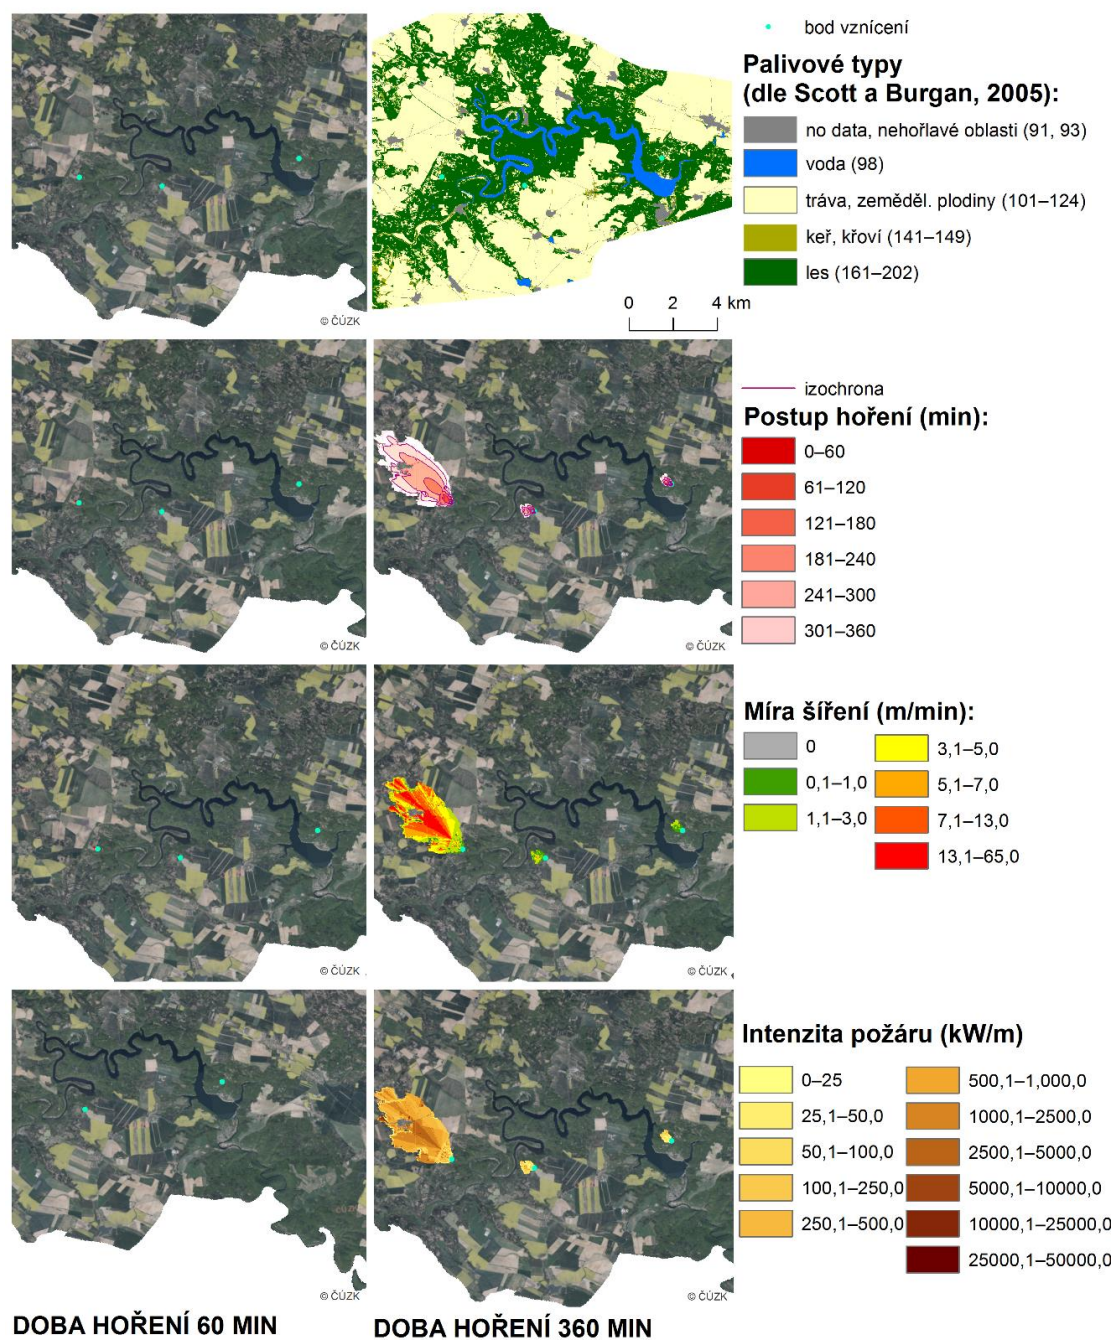 bod vznícení
Palivové typy
(dle Scott a Burgan, 2005):
no data, nehořlavé oblasti (91, 93)
voda (98)
tráva, zeměděl. plodiny (101–124)
keř, křoví (141–149)
les (161–202)
0 2 4 km
© ČÚZK
izochrona
Postup hoření (min):
0–60
61–120
121–180
181–240
241–300
301–360
© ČÚZK
© ČÚZK
Míra šíření (m/min):
0
0,1–1,0
1,1–3,0
3,1–5,0
5,1–7,0
7,1–13,0
13,1–65,0
© ČÚZK
© ČÚZK
Intenzita požáru (kW/m)
0–25
25,1–50,0
50,1–100,0
100,1–250,0
250,1–500,0
500,1–1,000,0
1000,1–2500,0
2500,1–5000,0
5000,1–10000,0
10000,1–25000,0
25000,1–50000,0
© ČÚZK
DOBA HOŘENÍ 60 MIN
DOBA HOŘENÍ 360 MIN